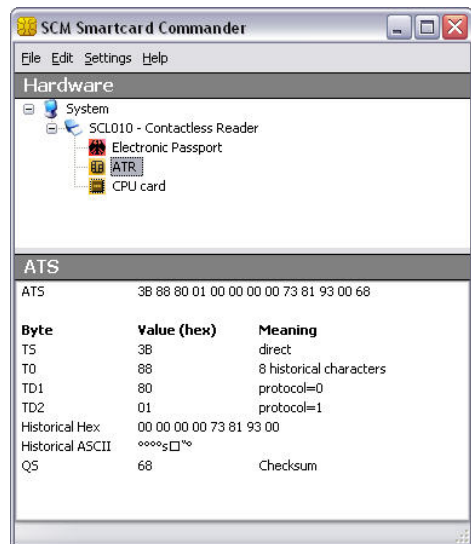 SCM Smartcard Commander
File Edit Settings Help
Hardware
System
SCL010 - Contactless Reader
Electronic Passport
ATR
CPU card
ATS
ATS 3B 88 80 01 00 00 00 00 73 81 93 00 68
Byte Value (hex) Meaning
TS 3B direct
T0 88 8 historical characters
TD1 80 protocol=0
TD2 01 protocol=1
Historical Hex 00 00 00 00 73 81 93 00
Historical ASCII °°°°s□"°
QS 68 Checksum